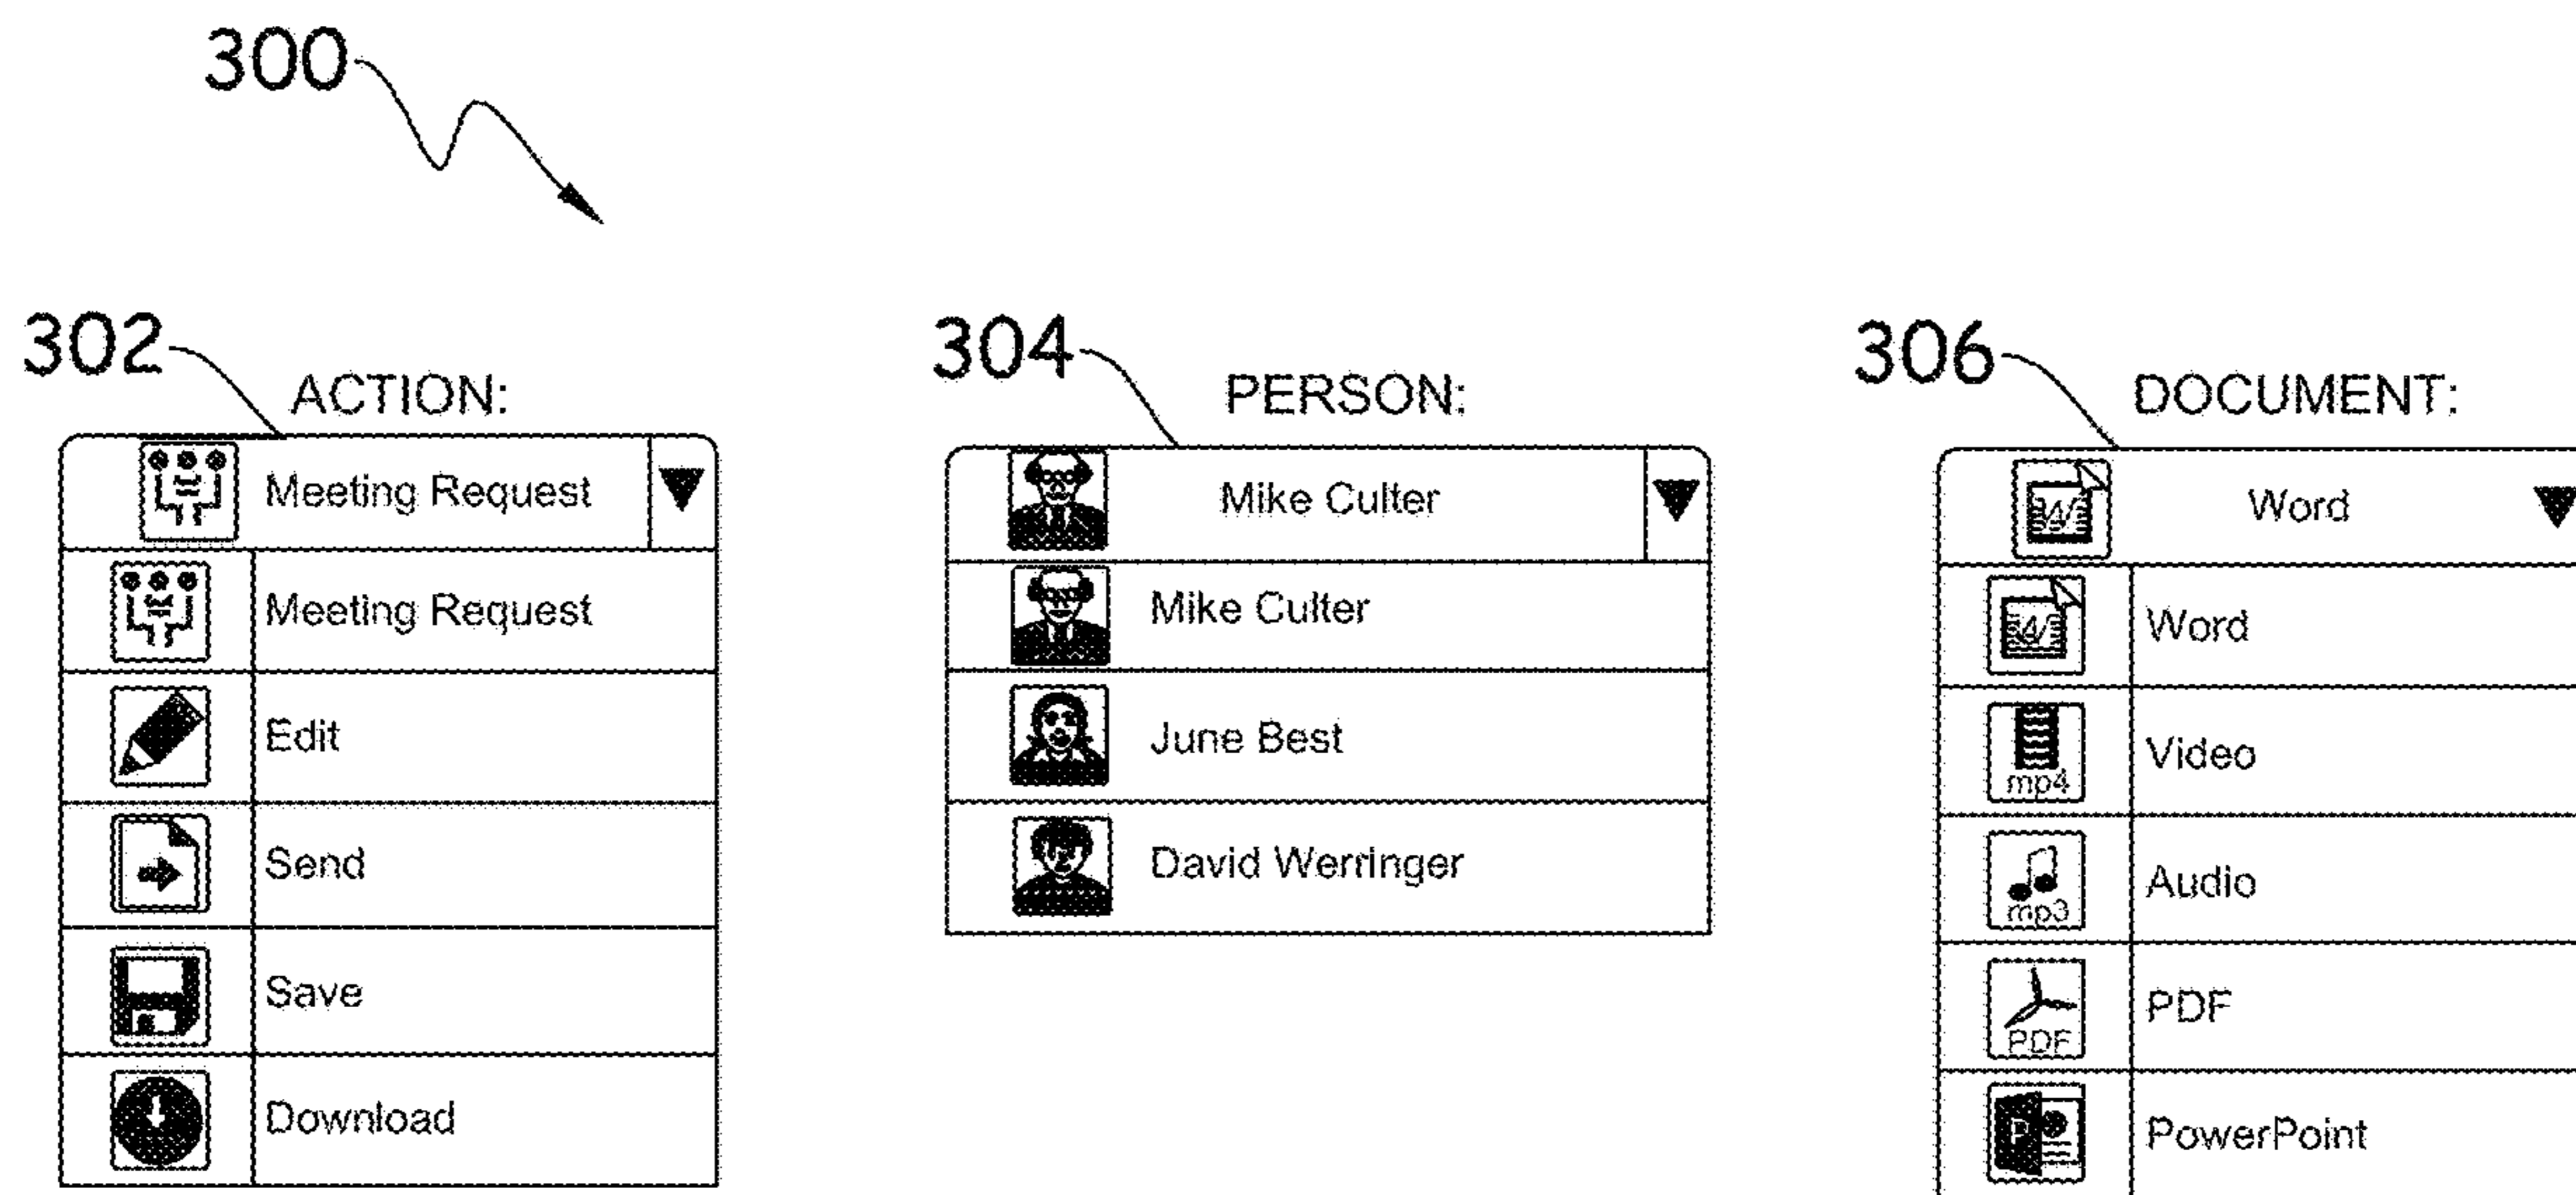 300
302
ACTION:
Meeting Request
Meeting Request
Edit
Send
Save
Download
304
PERSON:
Mike Culter
Mike Culter
June Best
David Werringer
306
DOCUMENT:
Word
Word
mp4
Video
mp3
Audio
PDF
PDF
PowerPoint